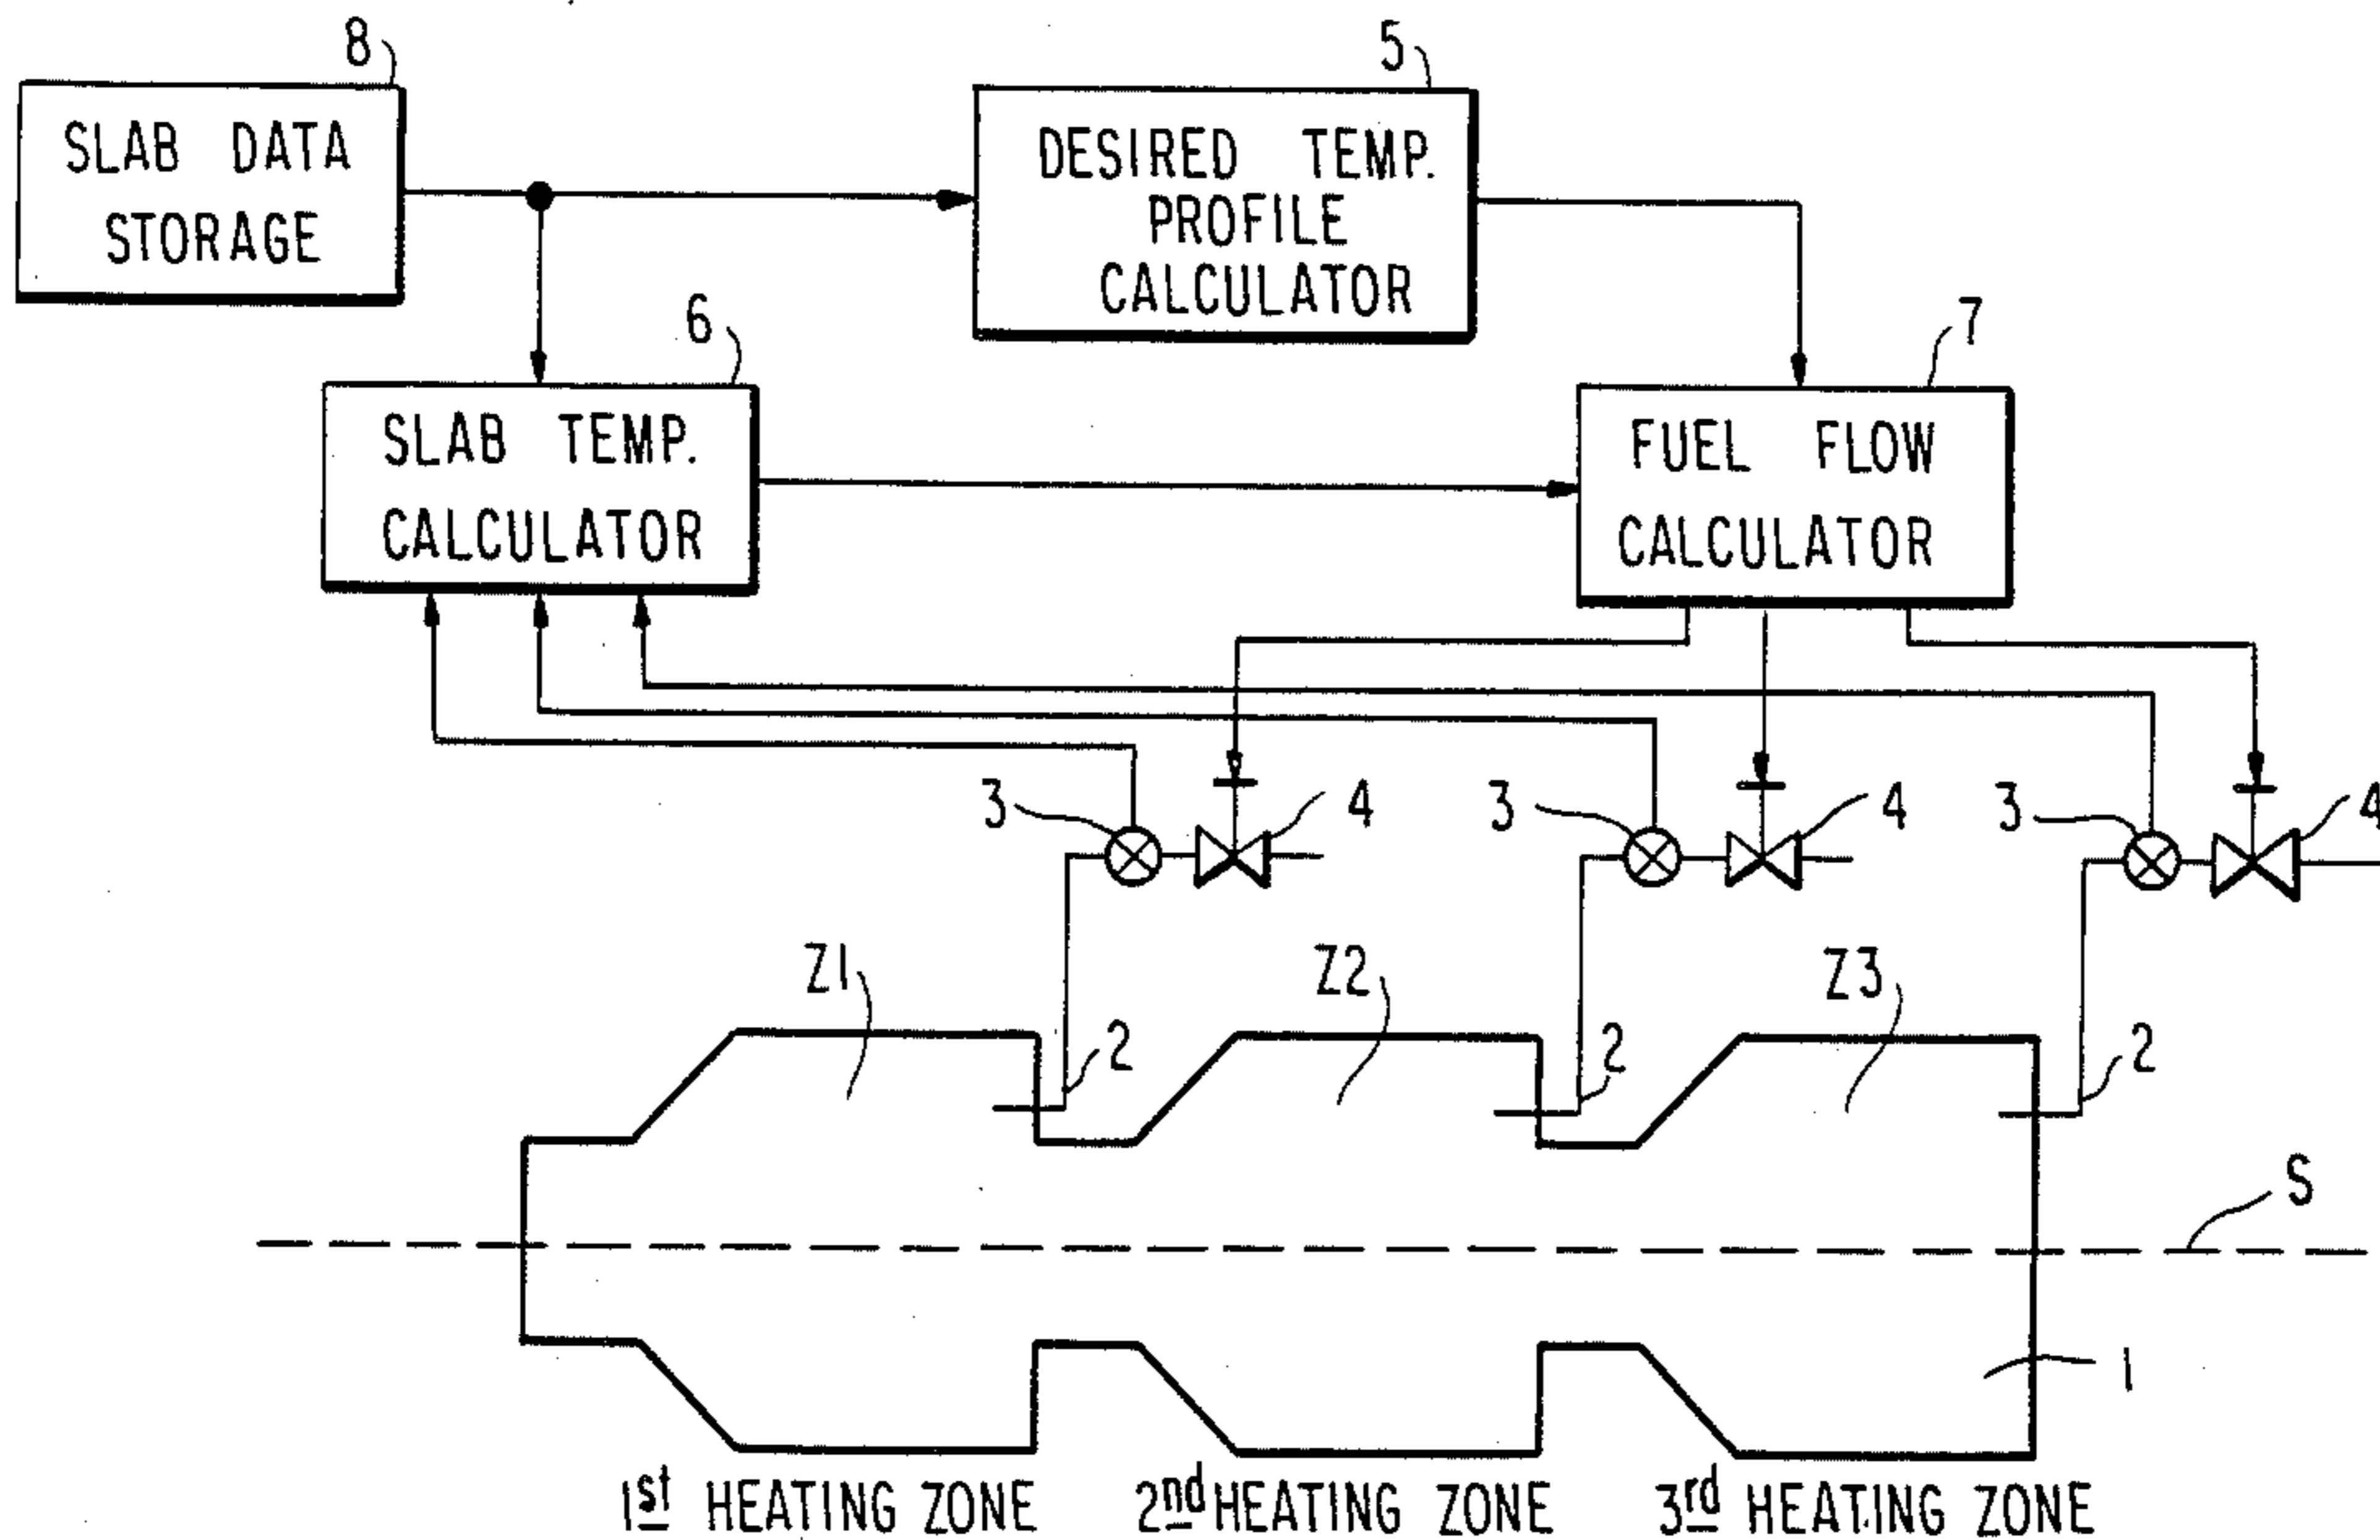 8
5
SLAB DATA
STORAGE
DESIRED TEMP.
PROFILE
CALCULATOR
6
7
SLAB TEMP.
CALCULATOR
FUEL FLOW
CALCULATOR
3
4
3
4
3
4
Z1
Z2
Z3
2
2
2
S
1
1st HEATING ZONE
2nd HEATING ZONE
3rd HEATING ZONE